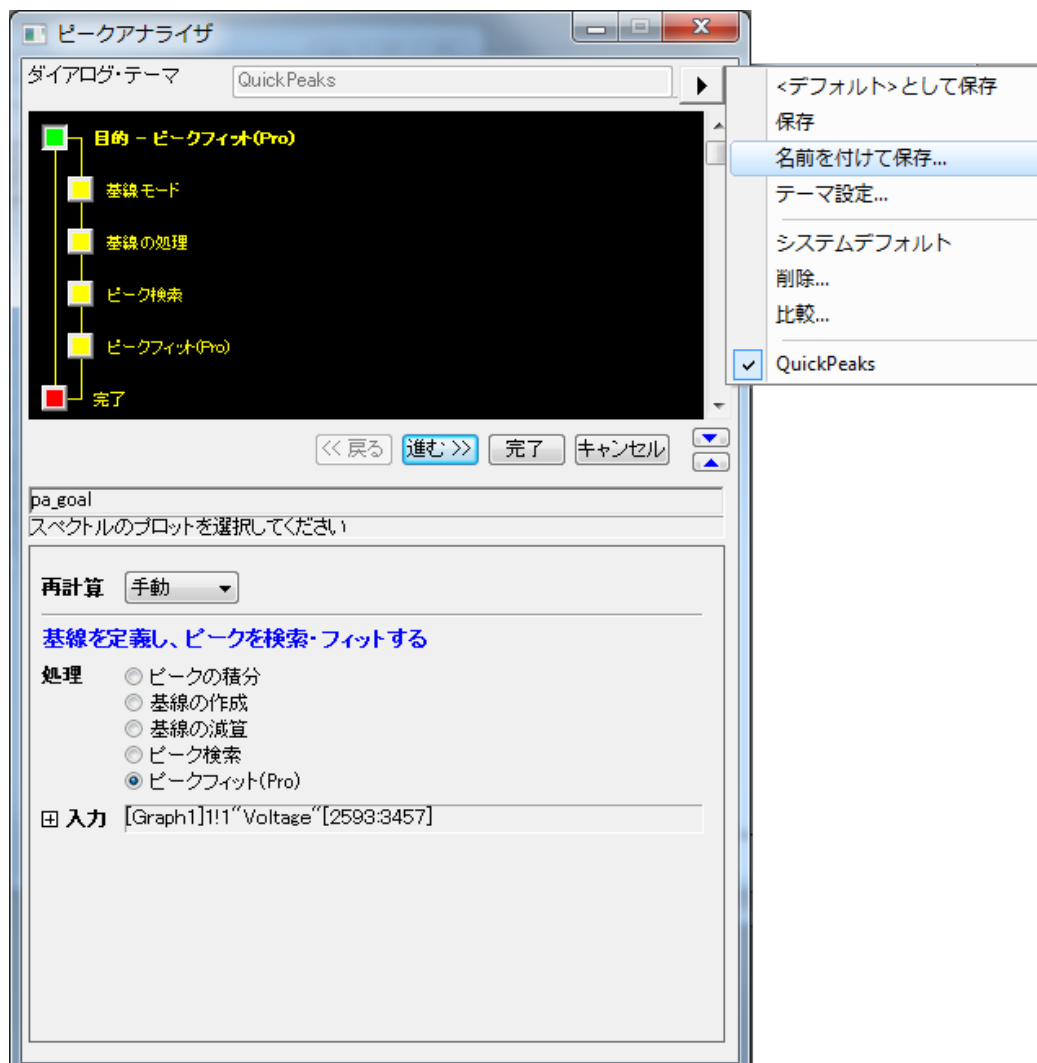 ピークアナライザ
ダイアログ・テーマ QuickPeaks
<デフォルト>として保存
保存
名前を付けて保存...
テーマ設定...
システムデフォルト
削除...
比較...
QuickPeaks
目的 - ピークフィット(Pro)
基線モード
基線の処理
ピーク検索
ピークフィット(Pro)
完了
<< 戻る 進む >> 完了 キャンセル
pa_goal
スペクトルのプロットを選択してください
再計算 手動
基線を定義し、ピークを検索・フィットする
処理 ピークの積分
基線の作成
基線の減算
ピーク検索
ピークフィット(Pro)
入力 [Graph1]1!1"Voltage"[2593:3457]